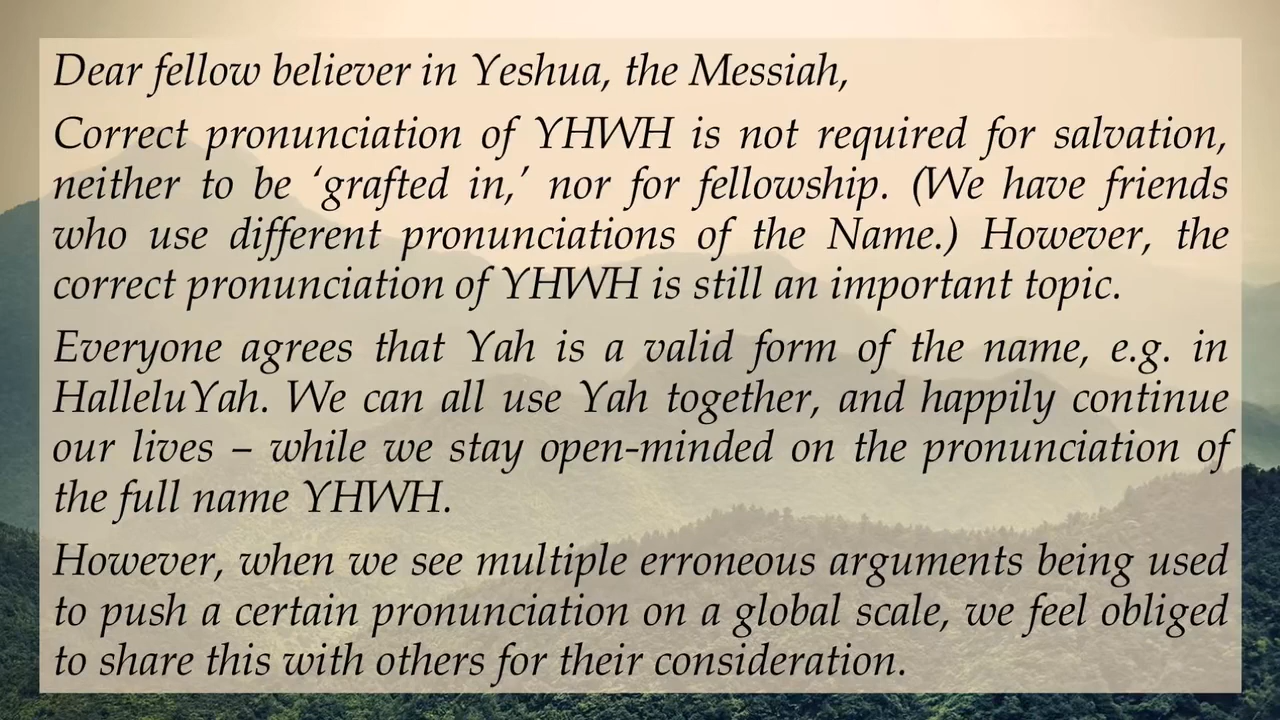 Dear fellow believer in Yeshua, the Messiah,
Correct pronunciation of YHWH is not required for salvation,
neither to be ‘grafted in,’ nor for fellowship. (We have friends
who use different pronunciations of the Name.) However, the
correct pronunciation of YHWH is still an important topic.
Everyone agrees that Yah is a valid form of the name, e.g. in
HalleluYah. We can all use Yah together, and happily continue
our lives – while we stay open-minded on the pronunciation of
the full name YHWH.
However, when we see multiple erroneous arguments being used
to push a certain pronunciation on a global scale, we feel obliged
to share this with others for their consideration.